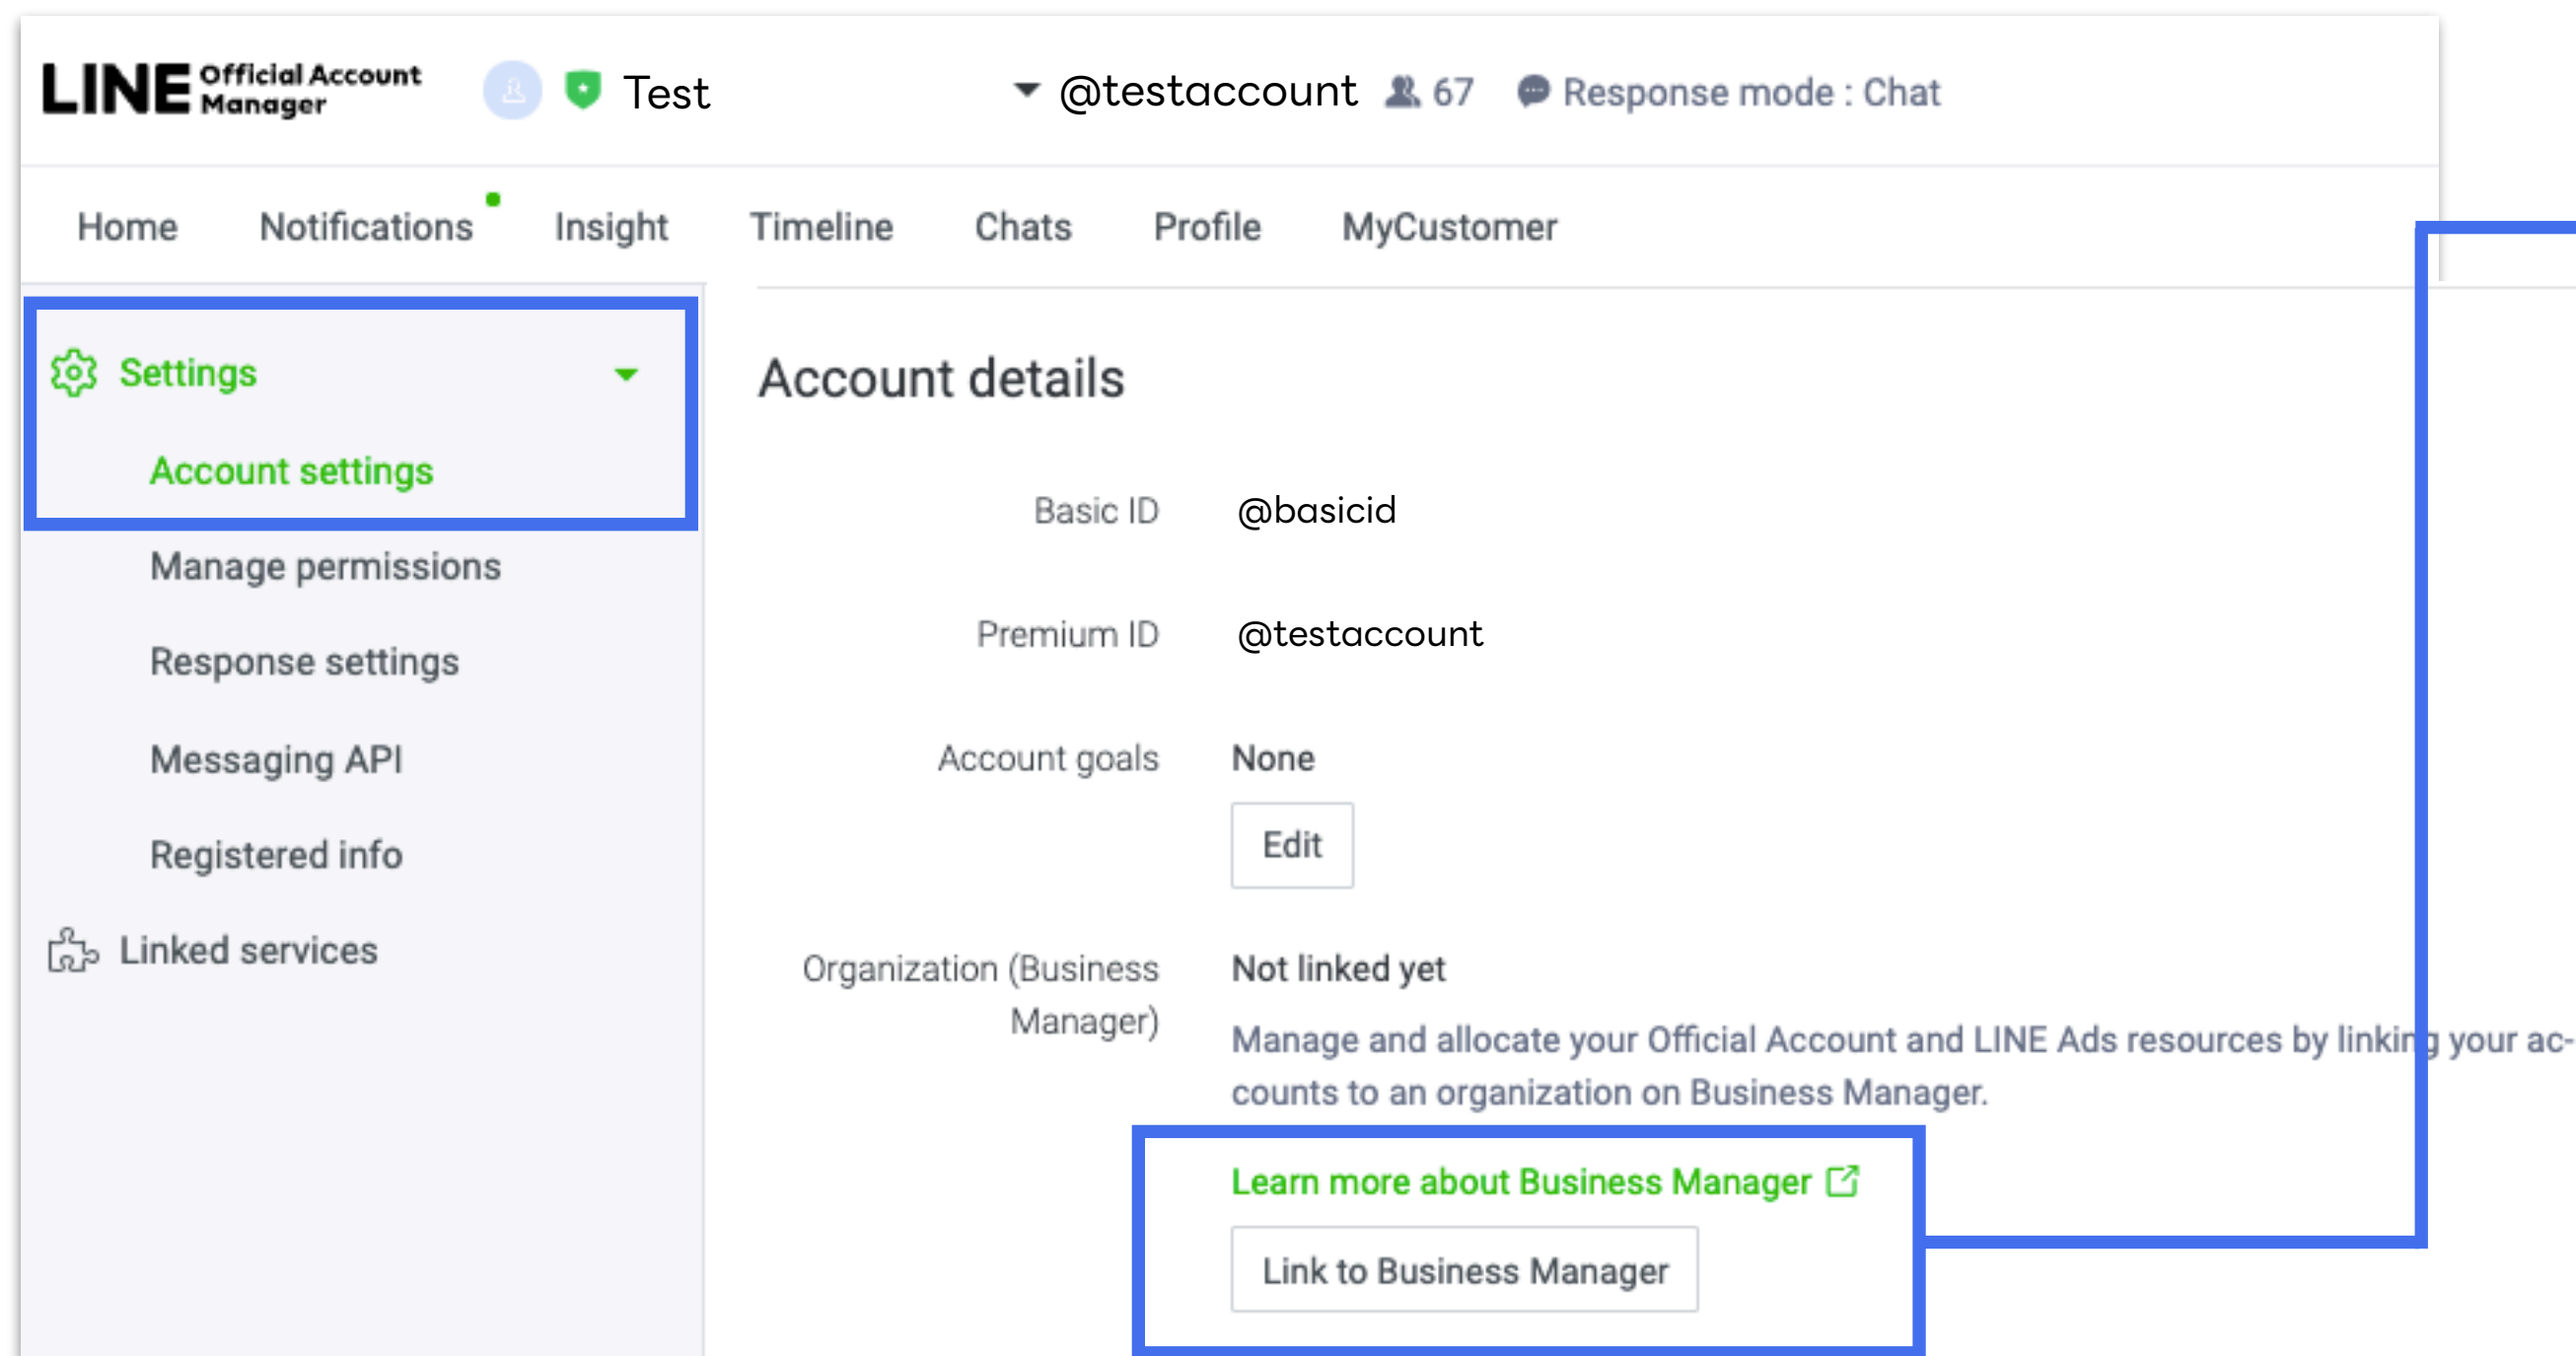 LINE Official Account Manager
Test
@testaccount
67
Response mode : Chat
Home Notifications Insight Timeline Chats Profile MyCustomer
Settings
Account settings
Manage permissions
Response settings
Messaging API
Registered info
Linked services
Account details
Basic ID @basicid
Premium ID @testaccount
Account goals None
Edit
Organization (Business
Manager)
Not linked yet
Manage and allocate your Official Account and LINE Ads resources by linking your ac-
counts to an organization on Business Manager.
Learn more about Business Manager
Link to Business Manager